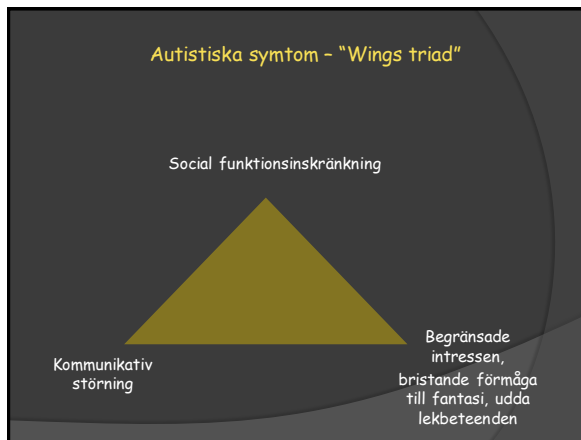 Autistiska symtom – “Wings triad”
Social funktionsinskränkning
Kommunikativ
störning
Begränsade
intressen,
bristande förmåga
till fantasi, udda
lekbeteenden